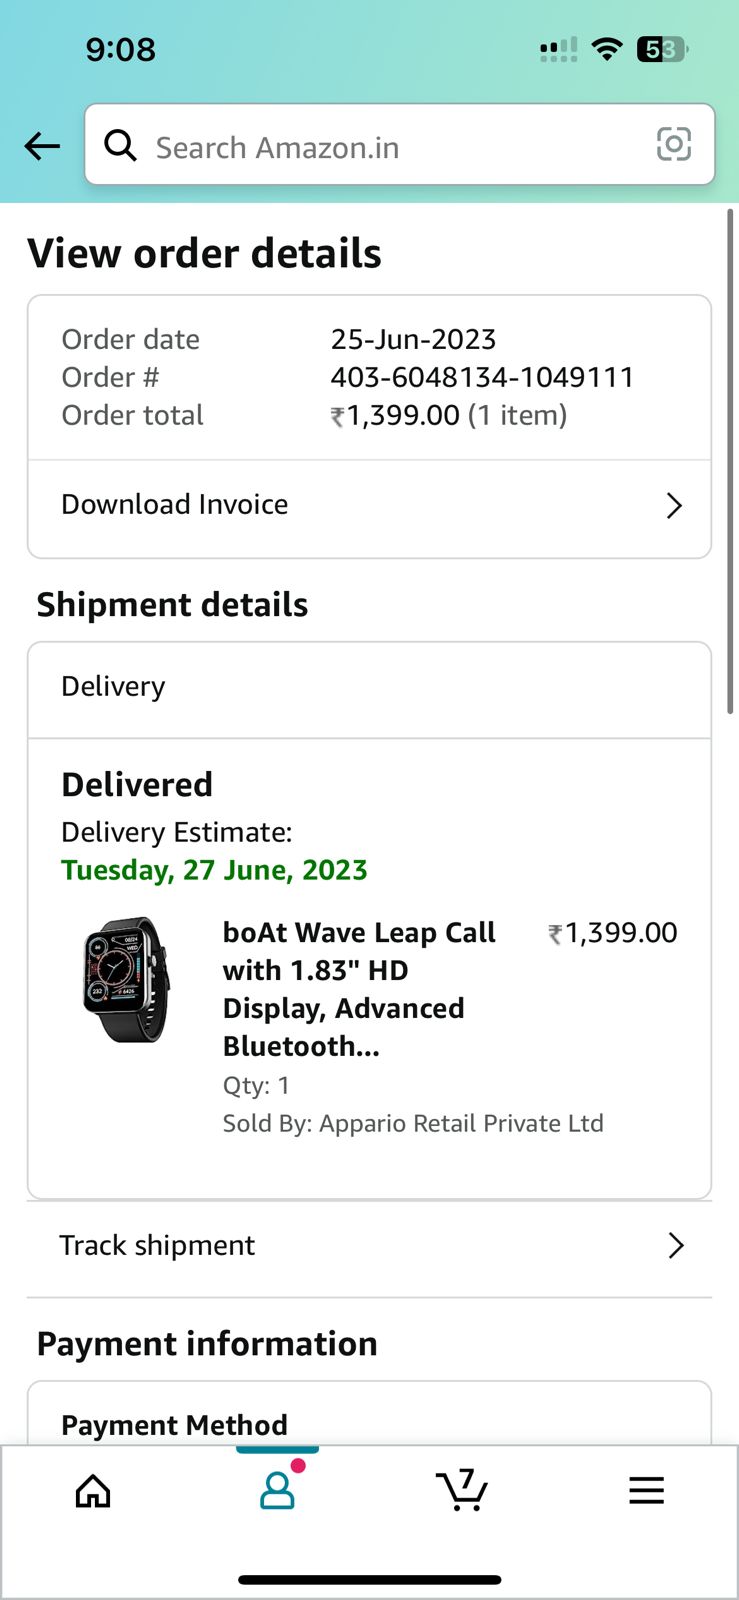 9:08
53
Search Amazon.in
View order details
Order date 25-Jun-2023
Order # 403-6048134-1049111
Order total ₹1,399.00 (1 item)
Download Invoice
Shipment details
Delivery
Delivered
Delivery Estimate:
Tuesday, 27 June, 2023
boAt Wave Leap Call ₹1,399.00
with 1.83" HD
Display, Advanced
Bluetooth...
Qty: 1
Sold By: Appario Retail Private Ltd
Track shipment
Payment information
Payment Method
7